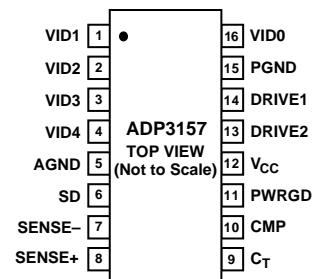 VID1 1 16 VID0
VID2 2 15 PGND
VID3 3 14 DRIVE1
VID4 4 ADP3157 13 DRIVE2
AGND 5 TOP VIEW 12 VCC
(Not to Scale)
SD 6 11 PWRGD
SENSE– 7 10 CMP
SENSE+ 8 9 CT